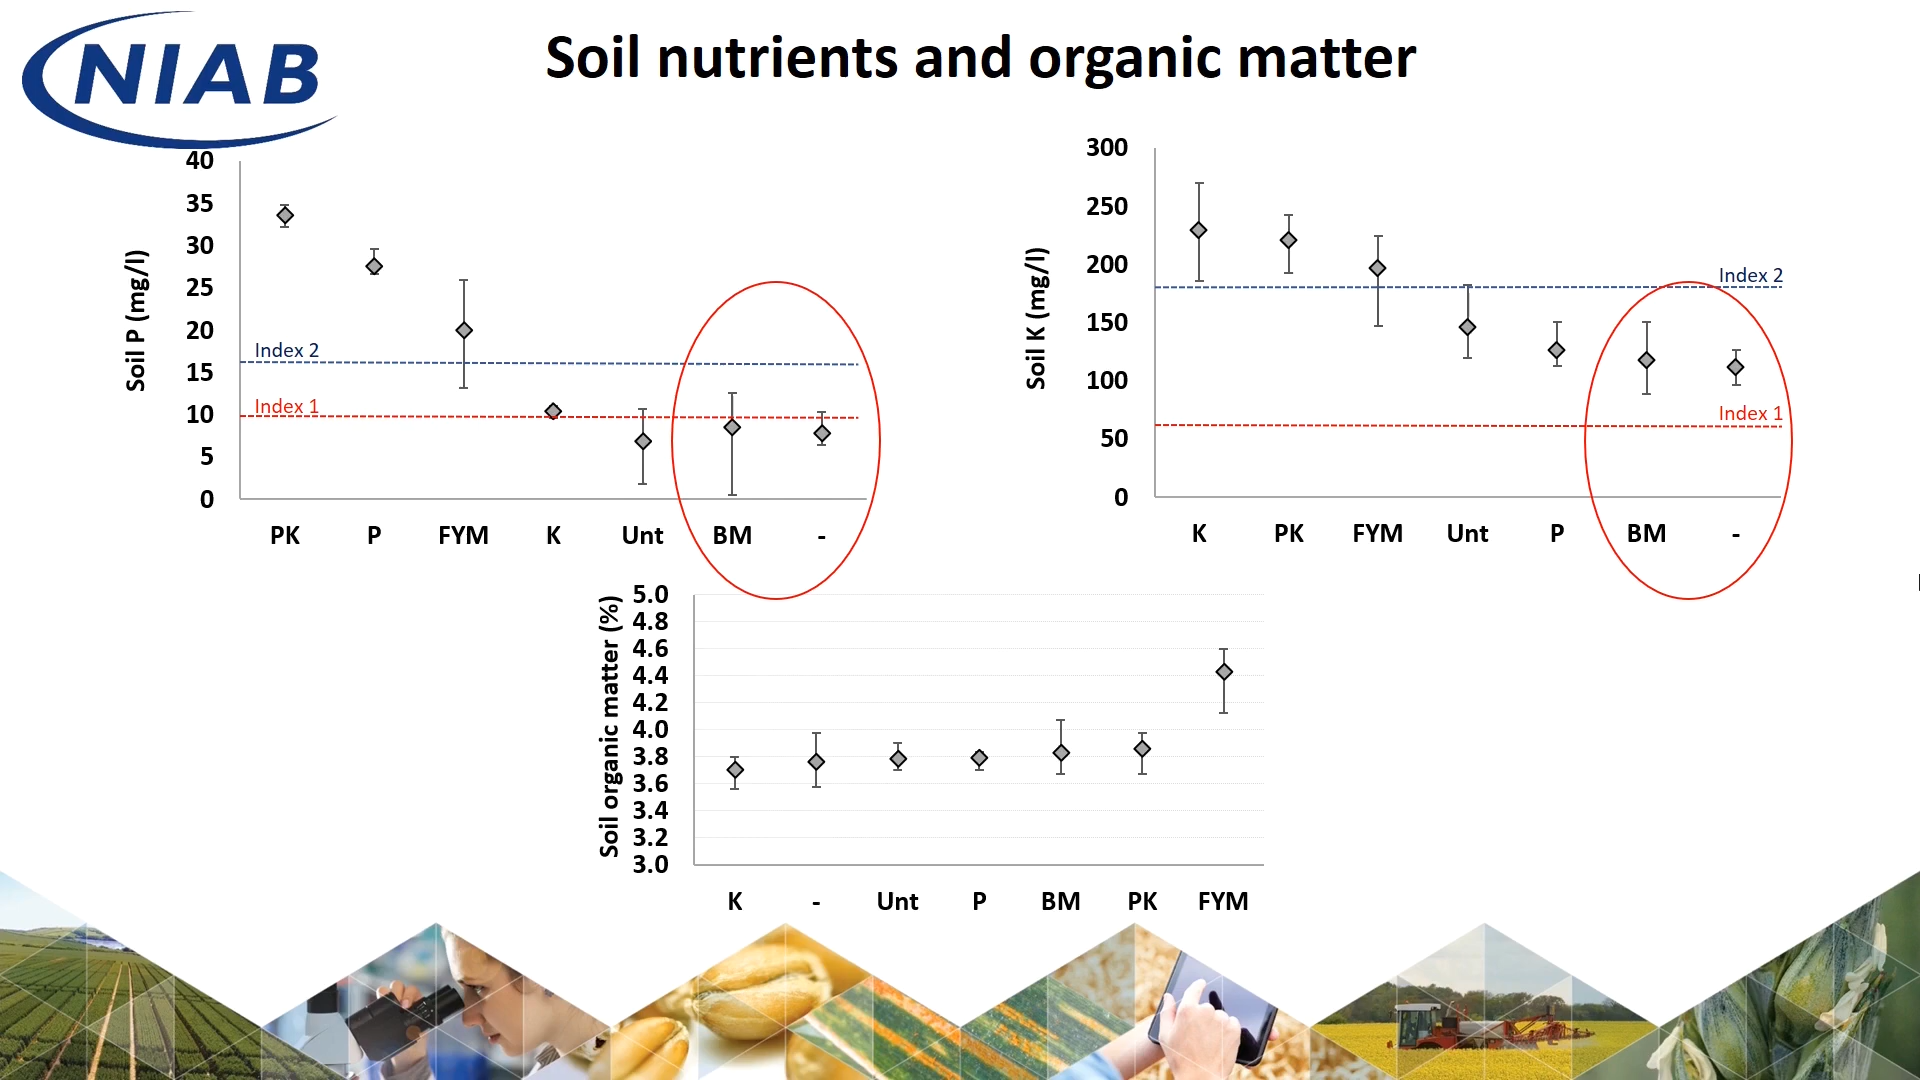 NIAB
Soil nutrients and organic matter
Soil P (mg/l)
40
35
30
25
20
15
10
5
0
Index 2
Index 1
PK P FYM K Unt BM -
Soil K (mg/l)
300
250
200
150
100
50
0
Index 2
Index 1
K PK FYM Unt P BM -
Soil organic matter (%)
5.0
4.8
4.6
4.4
4.2
4.0
3.8
3.6
3.4
3.2
3.0
K - Unt P BM PK FYM